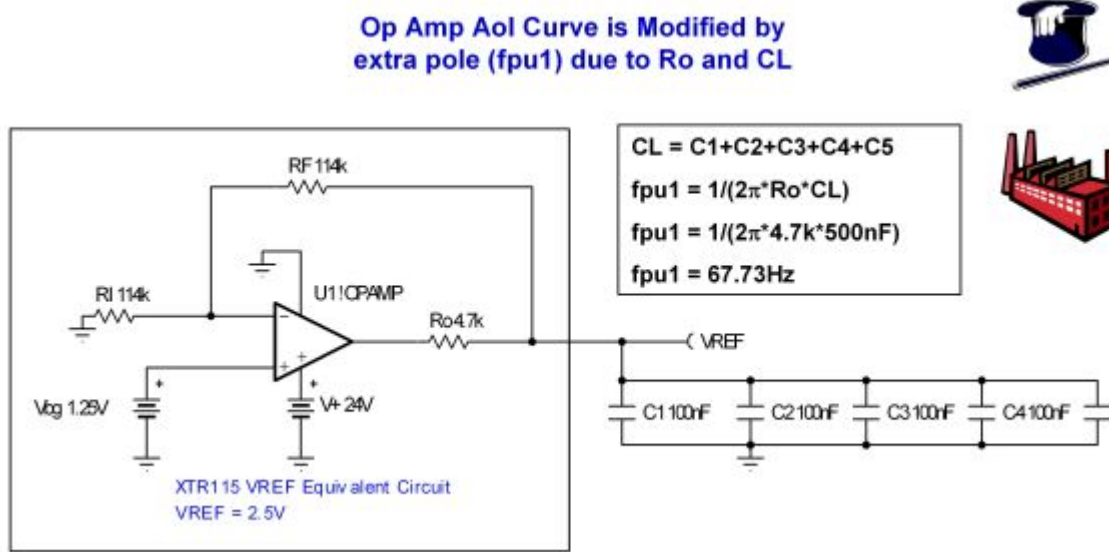 Op Amp Aol Curve is Modified by
extra pole (fpu1) due to Ro and CL
CL = C1+C2+C3+C4+C5
fpu1 = 1/(2π*Ro*CL)
fpu1 = 1/(2π*4.7k*500nF)
fpu1 = 67.73Hz
RF 114k
RI 114k
U1 !OPAMP
Ro 4.7k
VREF
Vbg 1.25V
V+ 24V
C1 100nF
C2 100nF
C3 100nF
C4 100nF
XTR115 VREF Equivalent Circuit
VREF = 2.5V